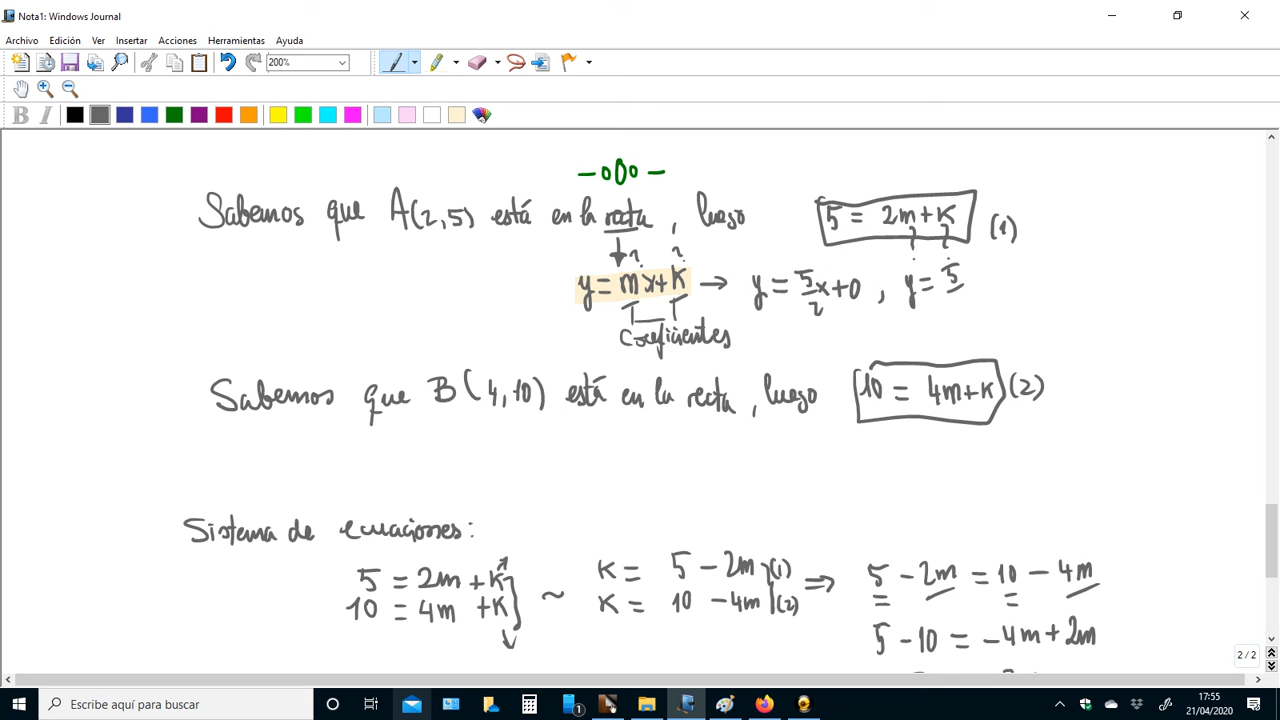 Nota1: Windows Journal
Archivo Edición Ver Insertar Acciones Herramientas Ayuda
200%
B I
-o0o-
Sabemos que A(2,5) está en la recta, luego 5 = 2m+K (1)
? ? ? ?
y = mx+K → y = 5/2 x+0 , y = 5
Coeficientes
Sabemos que B(4,10) está en la recta, luego 10 = 4m+K (2)
Sistema de ecuaciones:
5 = 2m + K
10 = 4m + K
~
K = 5 - 2m (1)
K = 10 - 4m (2)
⇒ 5 - 2m = 10 - 4m
5 - 10 = -4m + 2m
2 / 2
Escribe aquí para buscar
1
17:55
21/04/2020